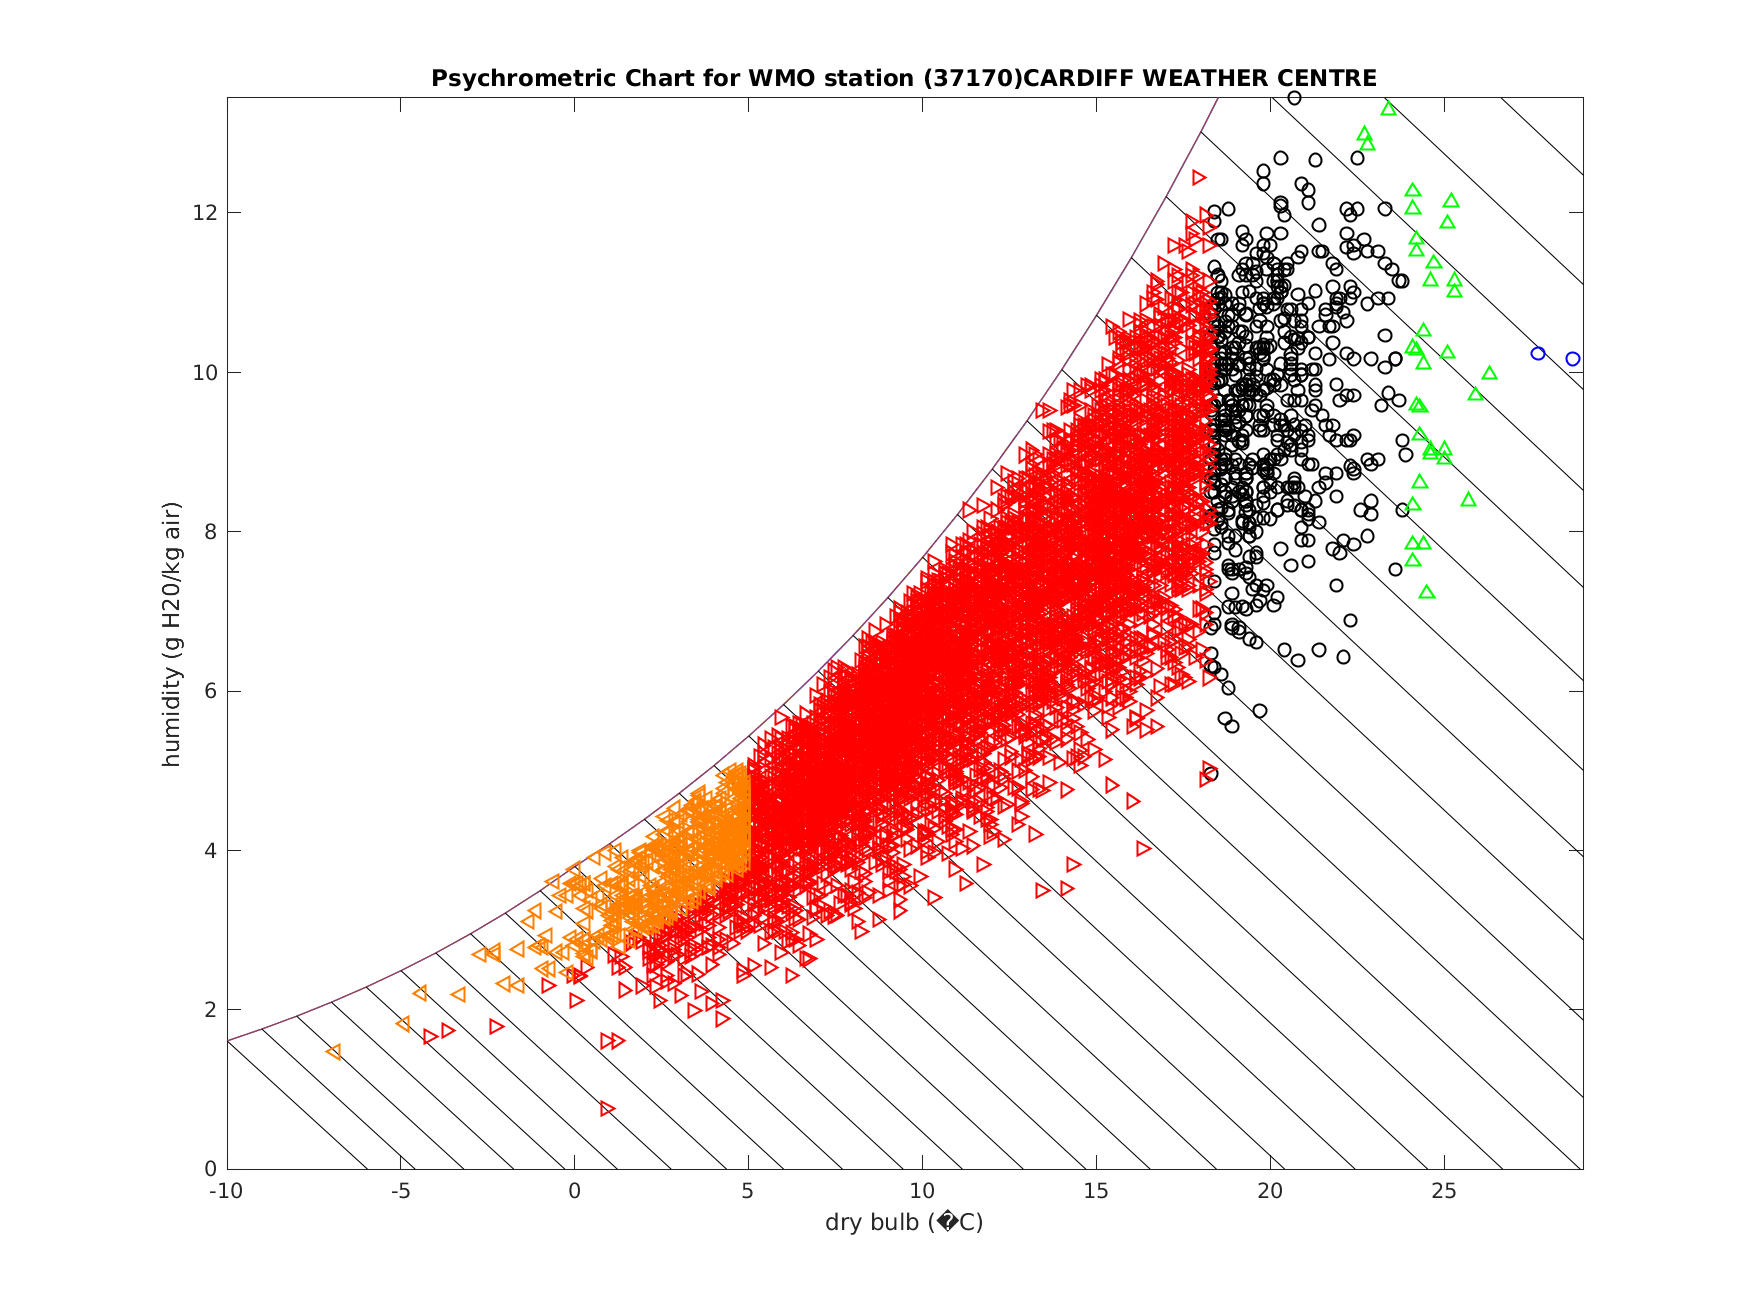 Psychrometric Chart for WMO station (37170)CARDIFF WEATHER CENTRE
humidity (g H20/kg air)
12
10
8
6
4
2
0
-10 -5 0 5 10 15 20 25
dry bulb (�C)